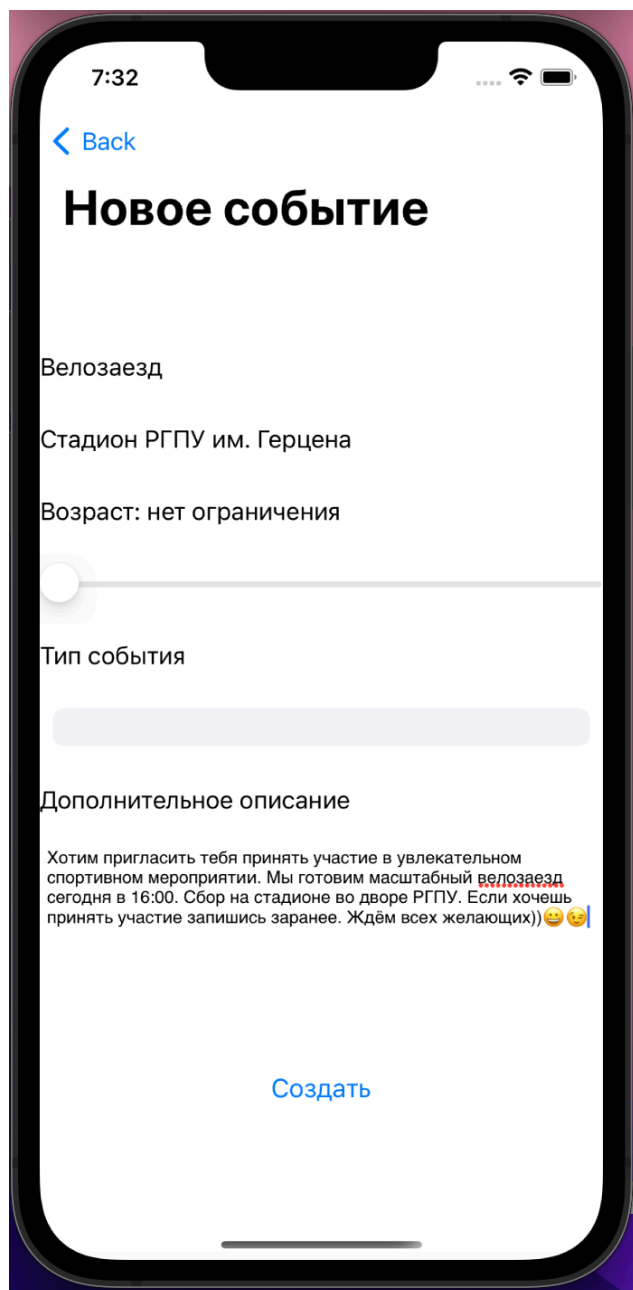 7:32
Back
Новое событие
Велозаезд
Стадион РГПУ им. Герцена
Возраст: нет ограничения
Тип события
Дополнительное описание
Хотим пригласить тебя принять участие в увлекательном
спортивном мероприятии. Мы готовим масштабный велозаезд
сегодня в 16:00. Сбор на стадионе во дворе РГПУ. Если хочешь
принять участие запишись заранее. Ждём всех желающих))😀😉
Создать